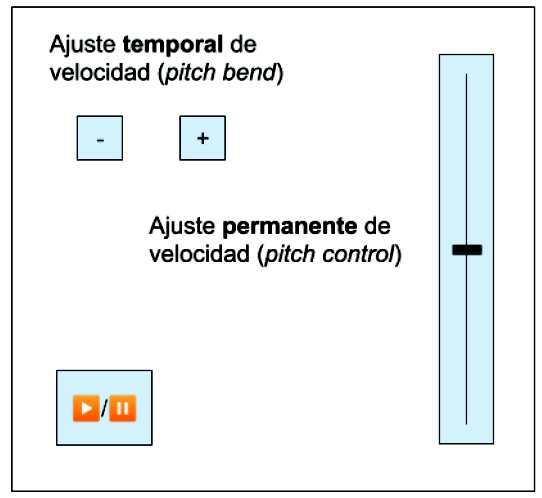 Ajuste temporal de
velocidad (pitch bend)
- +
Ajuste permanente de
velocidad (pitch control)
▶/⏸